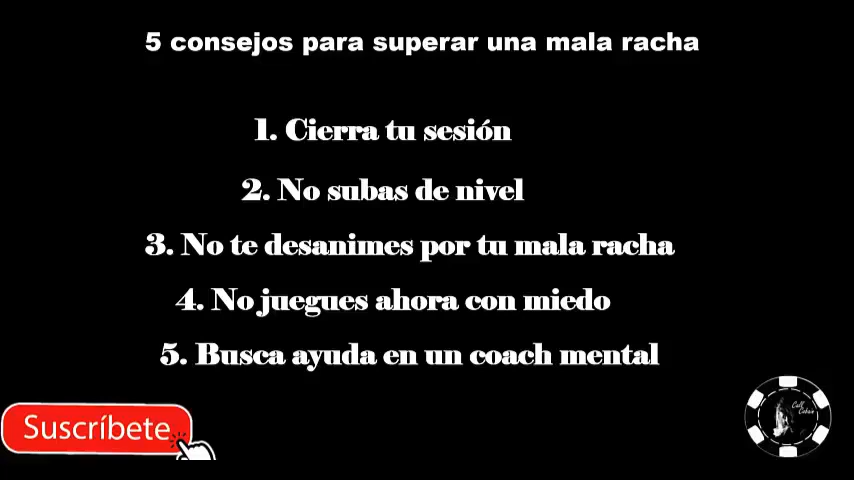 5 consejos para superar una mala racha
1. Cierra tu sesión
2. No subas de nivel
3. No te desanimes por tu mala racha
4. No juegues ahora con miedo
5. Busca ayuda en un coach mental
Suscríbete